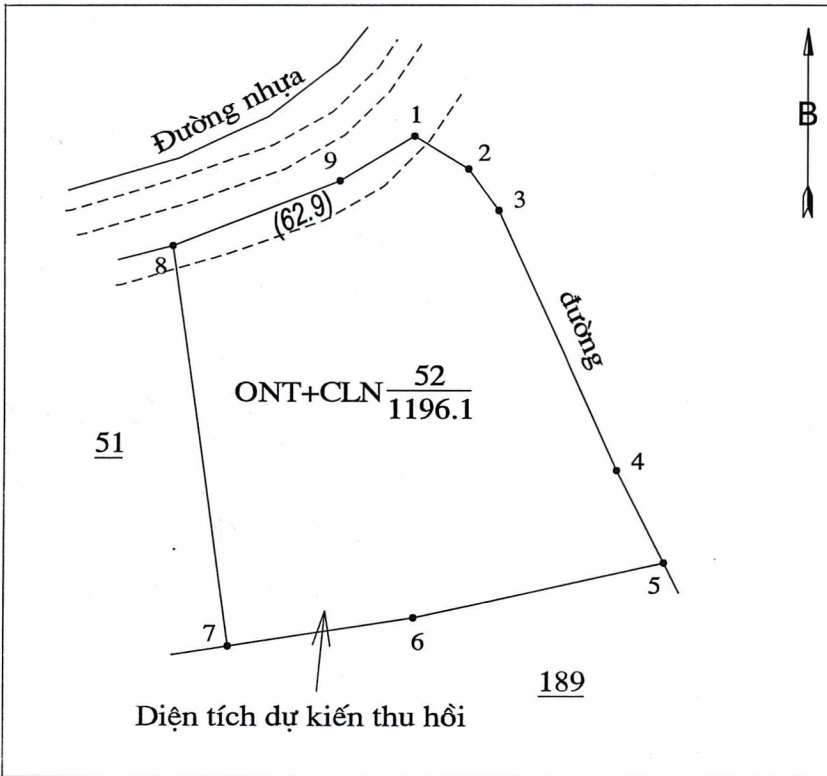 Đường nhựa
B
1
2
9
3
(62.9)
8
đường
ONT+CLN 52
1196.1
51
4
5
6
7
189
Diện tích dự kiến thu hồi